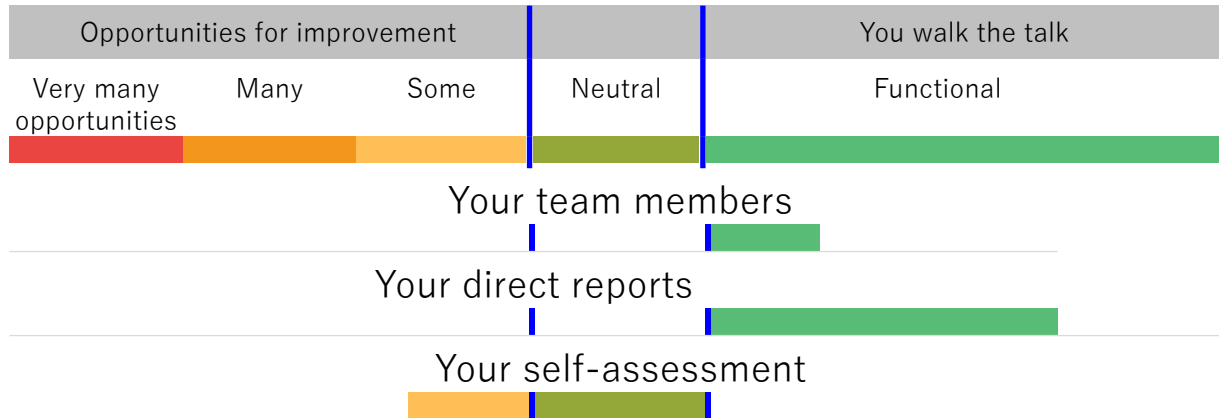 Opportunities for improvement You walk the talk
Very many Many Some Neutral Functional
opportunities
Your team members
Your direct reports
Your self-assessment